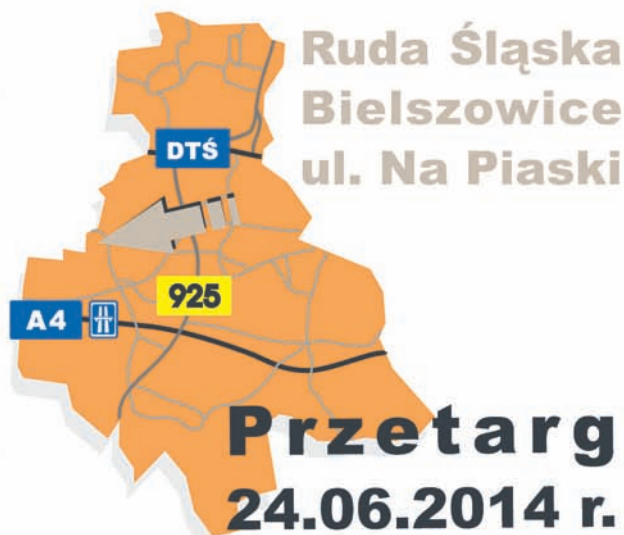 Ruda Śląska
Bielszowice
ul. Na Piaski
DTŚ
925
A4
Przetarg
24.06.2014 r.